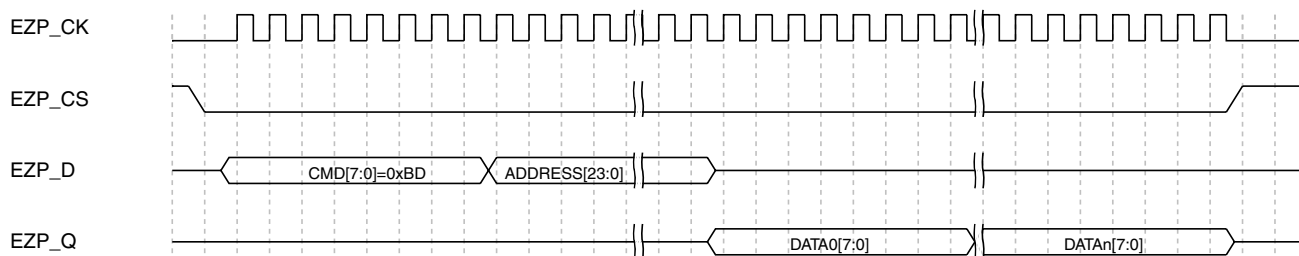 EZP_CK
EZP_CS
EZP_D
CMD[7:0]=0xBD ADDRESS[23:0]
EZP_Q
DATA0[7:0] DATAn[7:0]